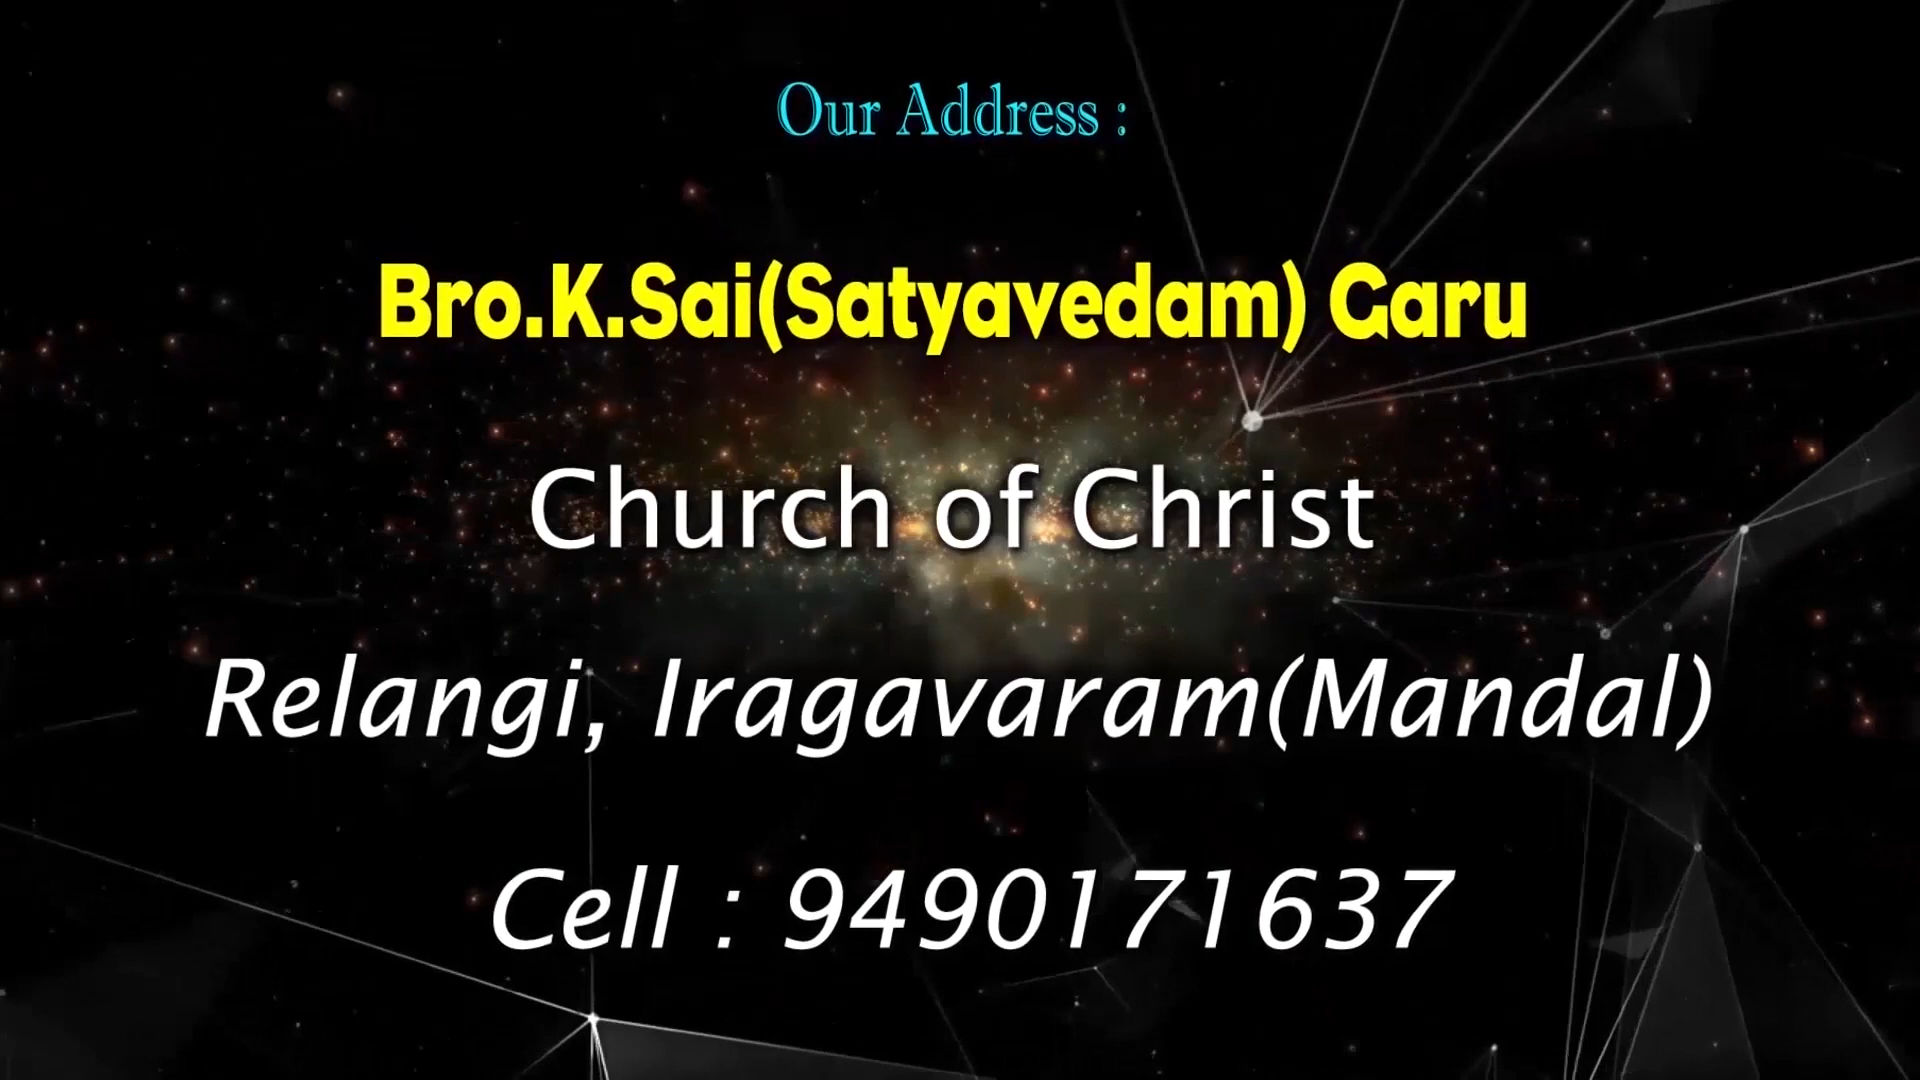 Our Address :
Bro.K.Sai(Satyavedam) Garu
Church of Christ
Relangi, Iragavaram(Mandal)
Cell : 9490171637